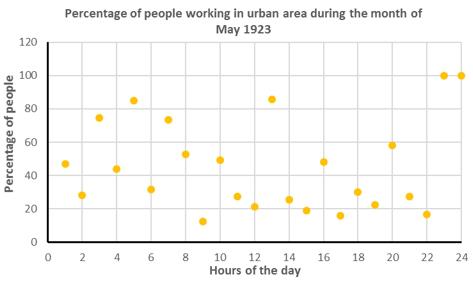 Percentage of people working in urban area during the month of
May 1923
120
100
80
60
40
20
0
Percentage of people
0 2 4 6 8 10 12 14 16 18 20 22 24
Hours of the day